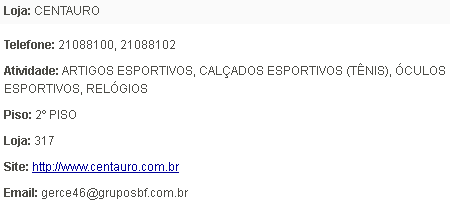 Loja: CENTAURO
Telefone: 21088100, 21088102
Atividade: ARTIGOS ESPORTIVOS, CALÇADOS ESPORTIVOS (TÊNIS), ÓCULOS
ESPORTIVOS, RELÓGIOS
Piso: 2º PISO
Loja: 317
Site: http://www.centauro.com.br
Email: gerce46@gruposbf.com.br